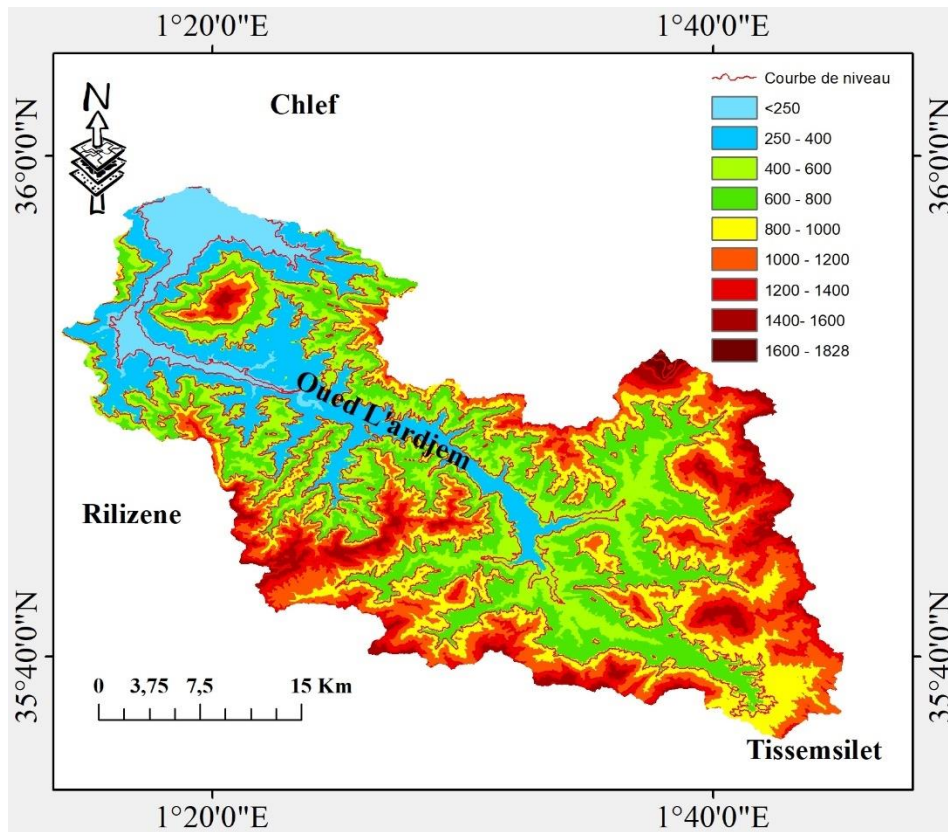 1°20'0"E
1°40'0"E
36°0'0"N
36°0'0"N
N
Chlef
Courbe de niveau
<250
250 - 400
400 - 600
600 - 800
800 - 1000
1000 - 1200
1200 - 1400
1400- 1600
1600 - 1828
Oued L'ardjem
Rilizene
35°40'0"N
35°40'0"N
0 3,75 7,5 15 Km
Tissemsilet
1°20'0"E
1°40'0"E